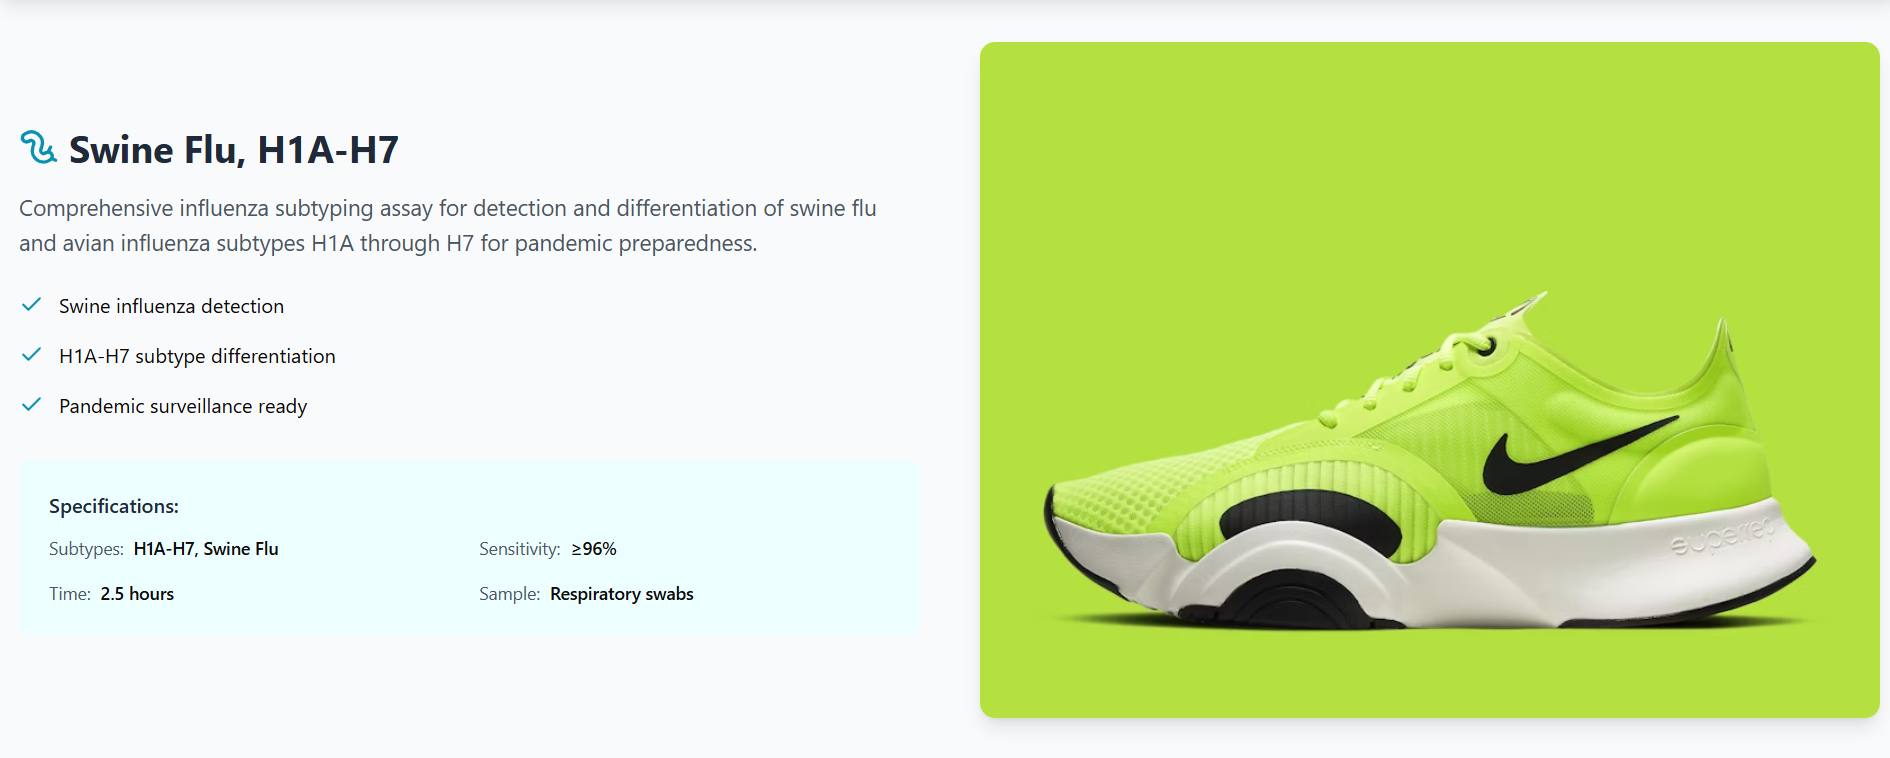 Swine Flu, H1A-H7
Comprehensive influenza subtyping assay for detection and differentiation of swine flu
and avian influenza subtypes H1A through H7 for pandemic preparedness.
Swine influenza detection
H1A-H7 subtype differentiation
Pandemic surveillance ready
Specifications:
Subtypes: H1A-H7, Swine Flu
Sensitivity: ≥96%
Time: 2.5 hours
Sample: Respiratory swabs
superrep